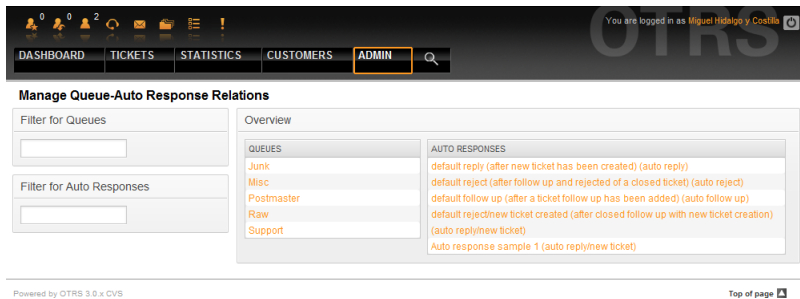 0 0 2
You are logged in as Miguel Hidalgo y Costilla
OTRS
DASHBOARD TICKETS STATISTICS CUSTOMERS ADMIN
Manage Queue-Auto Response Relations
Filter for Queues
Filter for Auto Responses
Overview
QUEUES
Junk
Misc
Postmaster
Raw
Support
AUTO RESPONSES
default reply (after new ticket has been created) (auto reply)
default reject (after follow up and rejected of a closed ticket) (auto reject)
default follow up (after a ticket follow up has been added) (auto follow up)
default reject/new ticket created (after closed follow up with new ticket creation)
(auto reply/new ticket)
Auto response sample 1 (auto reply/new ticket)
Powered by OTRS 3.0.x CVS
Top of page